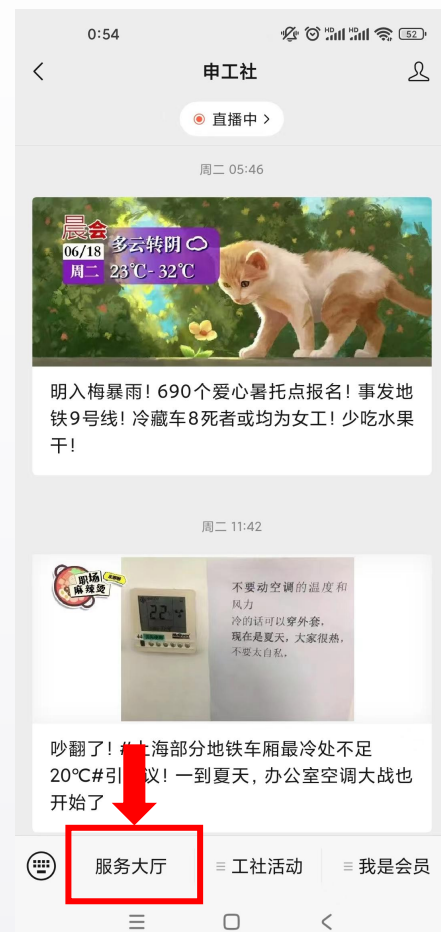 0:54
HD HD 52
申工社
直播中
周二 05:46
晨会
06/18
周二
多云转阴
23℃-32℃
明入梅暴雨！690个爱心暑托点报名！事发地
铁9号线！冷藏车8死者或均为女工！少吃水果
干！
周二 11:42
职场
麻辣烫
22
不要动空调的温度和
风力
冷的话可以穿外套，
现在是夏天，大家很热，
不要太自私。
吵翻了！#上海部分地铁车厢最冷处不足
20℃#引 议！一到夏天，办公室空调大战也
开始了
服务大厅
工社活动
我是会员